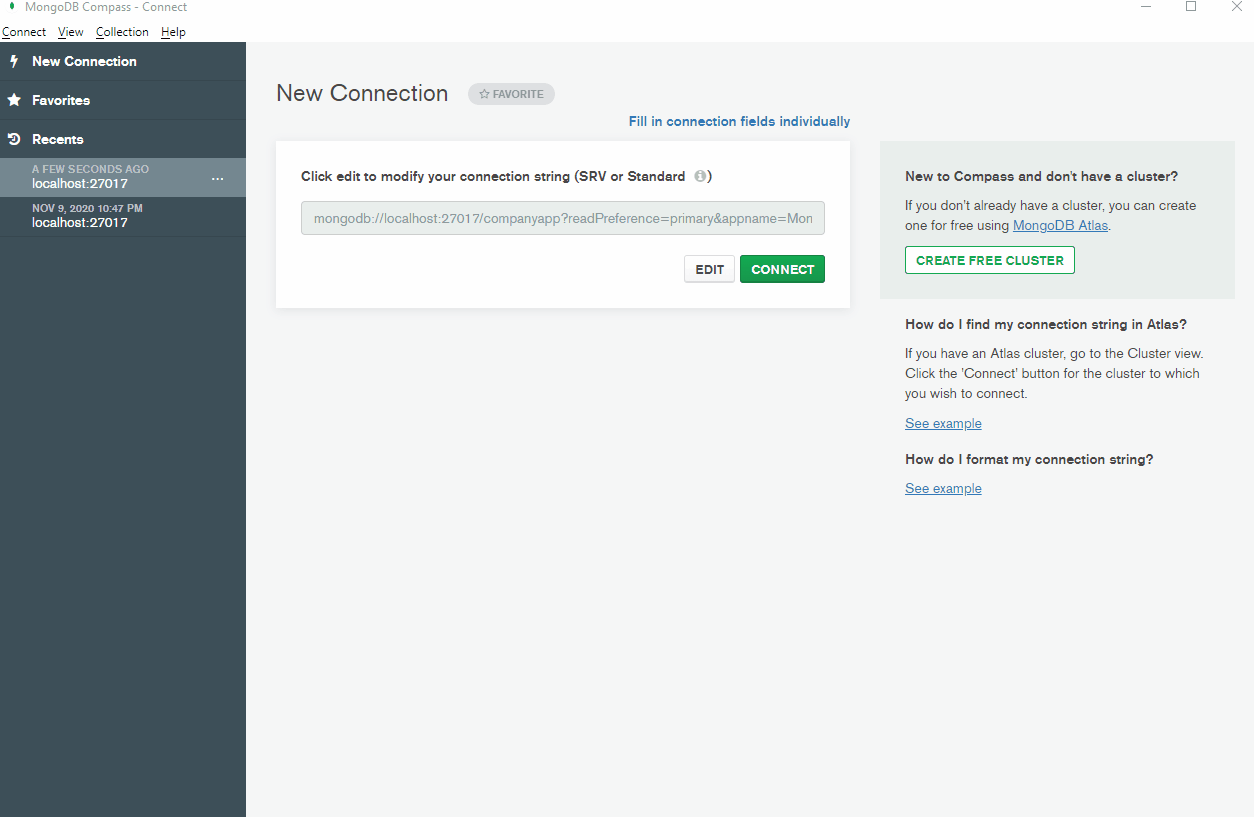 MongoDB Compass - Connect
Connect View Collection Help
New Connection
Favorites
Recents
A FEW SECONDS AGO
localhost:27017
...
NOV 9, 2020 10:47 PM
localhost:27017
New Connection
FAVORITE
Fill in connection fields individually
Click edit to modify your connection string (SRV or Standard )
mongodb://localhost:27017/companyapp?readPreference=primary&appname=Mon
EDIT
CONNECT
New to Compass and don't have a cluster?
If you don't already have a cluster, you can create
one for free using MongoDB Atlas.
CREATE FREE CLUSTER
How do I find my connection string in Atlas?
If you have an Atlas cluster, go to the Cluster view.
Click the 'Connect' button for the cluster to which
you wish to connect.
See example
How do I format my connection string?
See example